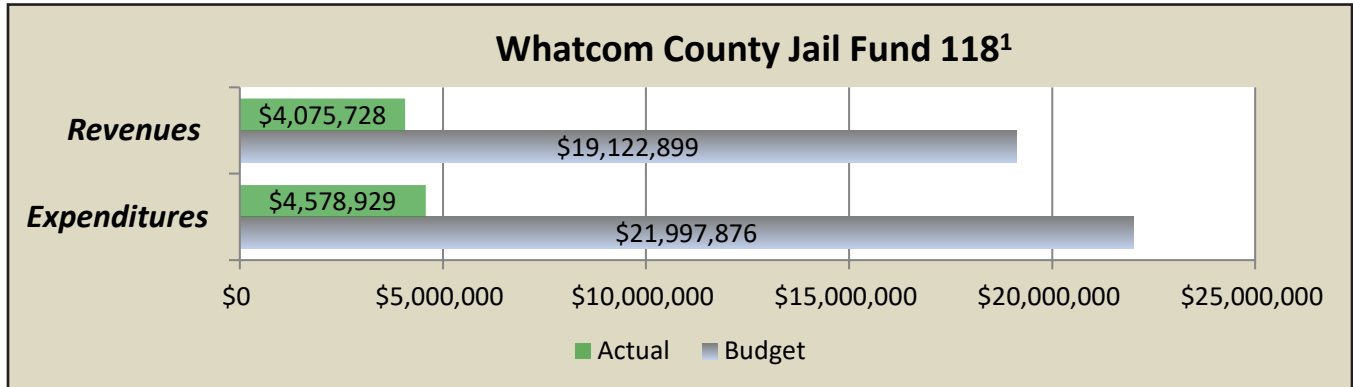 Whatcom County Jail Fund 118¹
Revenues
$4,075,728
$19,122,899
Expenditures
$4,578,929
$21,997,876
$0 $5,000,000 $10,000,000 $15,000,000 $20,000,000 $25,000,000
Actual Budget